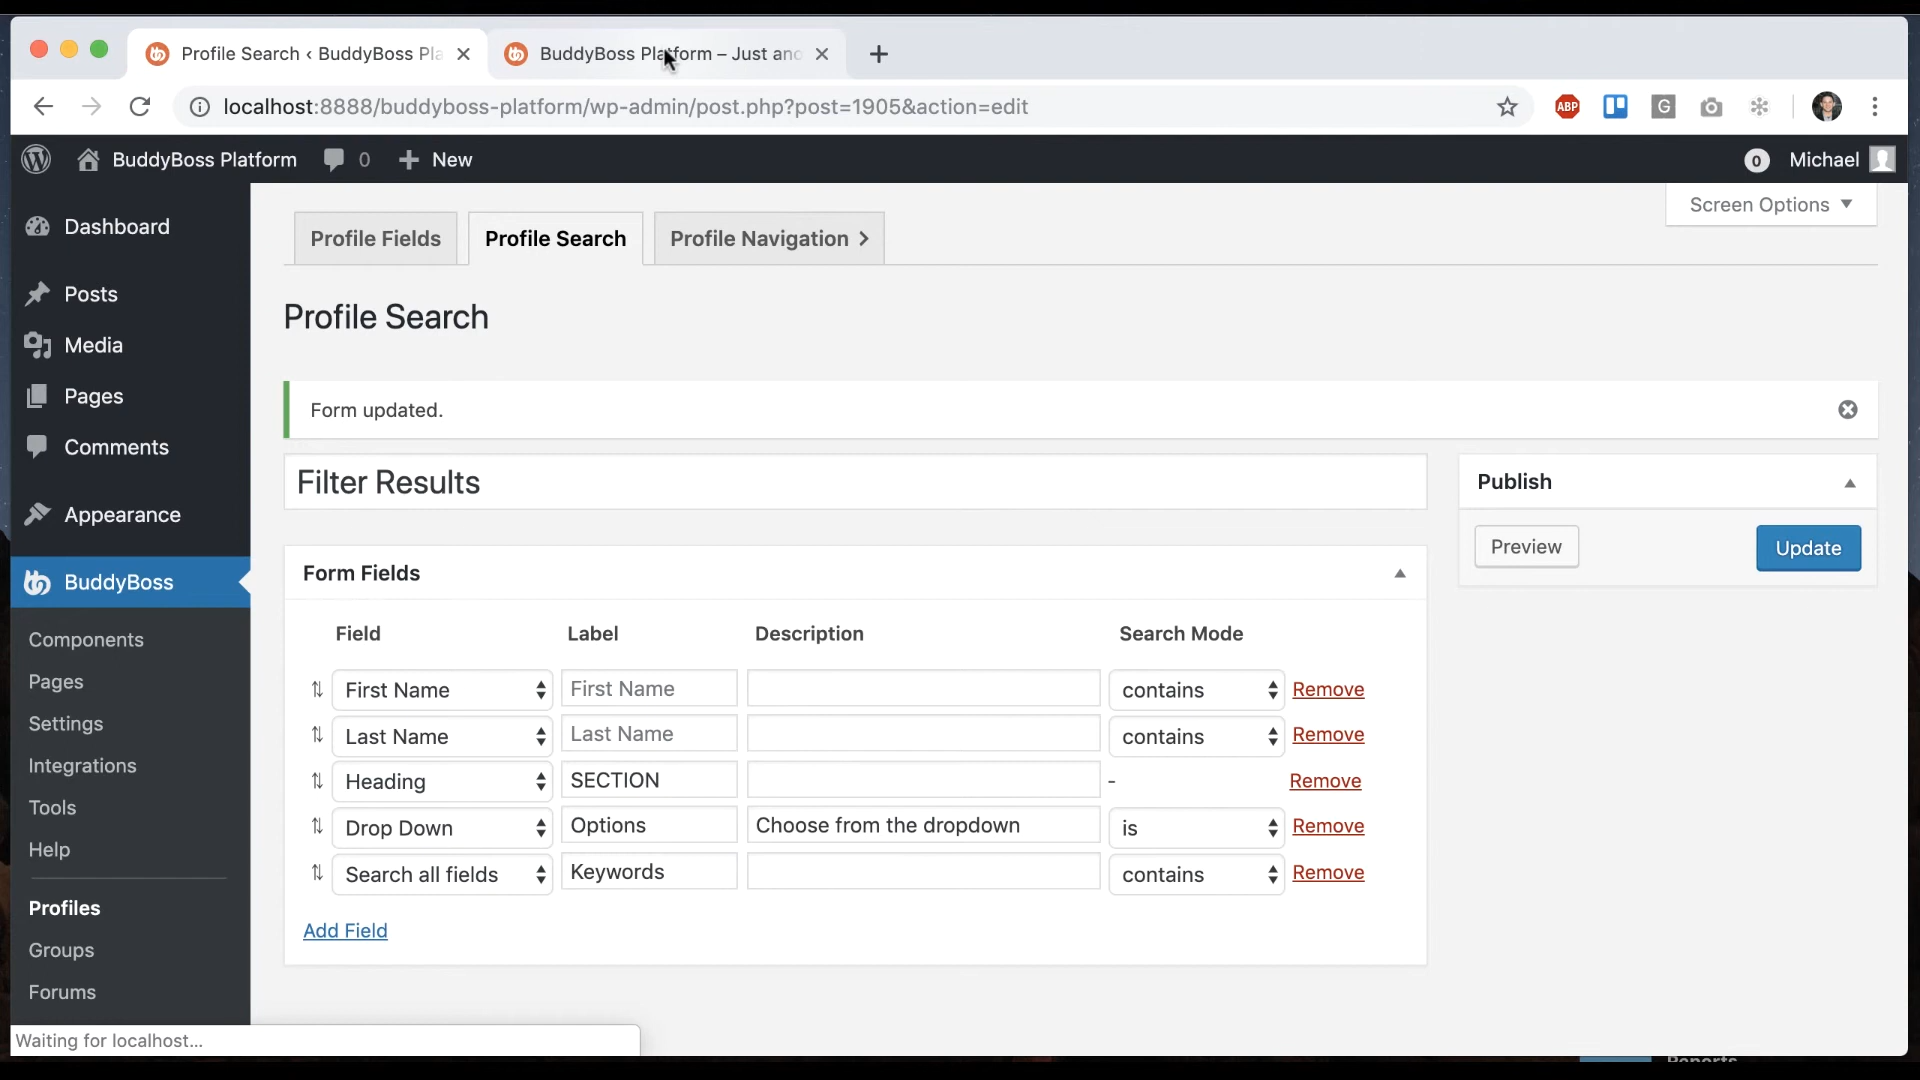 Profile Search ‹ BuddyBoss Pla
BuddyBoss Platform – Just ano
localhost:8888/buddyboss-platform/wp-admin/post.php?post=1905&action=edit
ABP
G
BuddyBoss Platform
0
New
0
Michael
Screen Options
Dashboard
Posts
Media
Pages
Comments
Appearance
BuddyBoss
Components
Pages
Settings
Integrations
Tools
Help
Profiles
Groups
Forums
Profile Fields
Profile Search
Profile Navigation
Profile Search
Form updated.
Filter Results
Publish
Preview
Update
Form Fields
Field Label Description Search Mode
First Name First Name contains Remove
Last Name Last Name contains Remove
Heading SECTION - Remove
Drop Down Options Choose from the dropdown is Remove
Search all fields Keywords contains Remove
Add Field
Waiting for localhost...
Reports